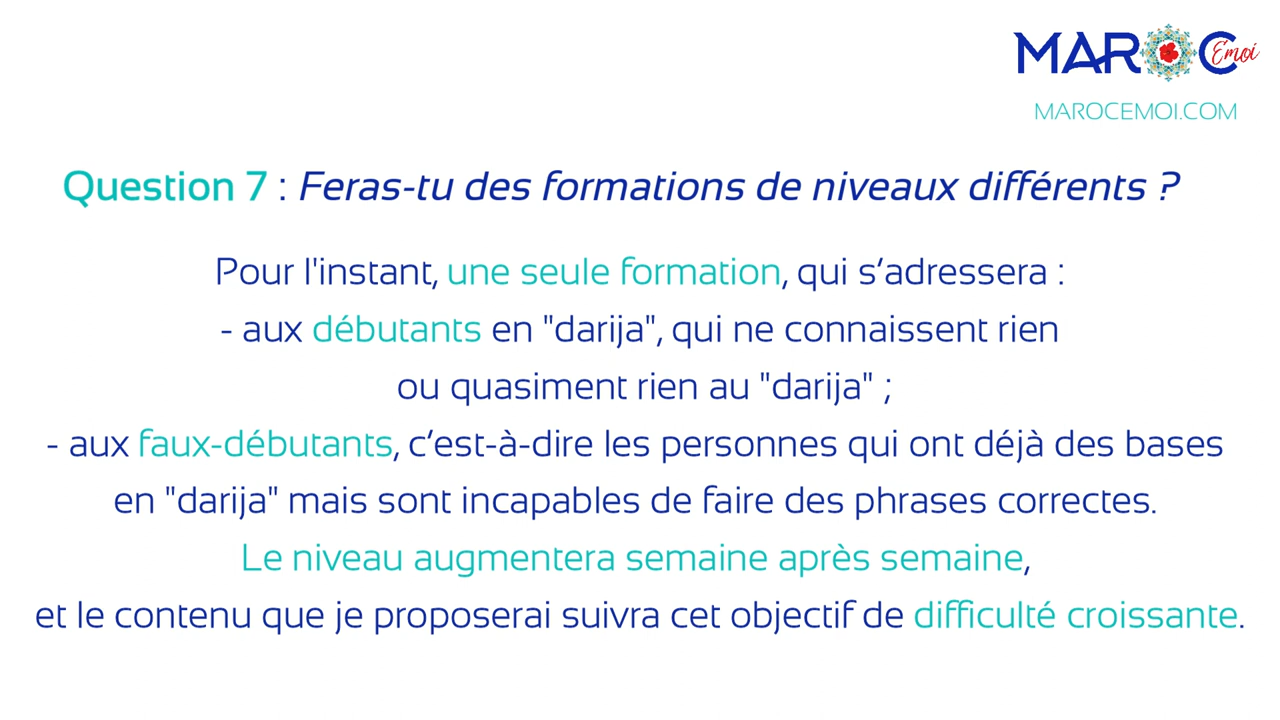 MAROC Émoi
MAROCEMOI.COM
Question 7 : Feras-tu des formations de niveaux différents ?
Pour l'instant, une seule formation, qui s’adressera :
- aux débutants en "darija", qui ne connaissent rien
ou quasiment rien au "darija" ;
- aux faux-débutants, c’est-à-dire les personnes qui ont déjà des bases
en "darija" mais sont incapables de faire des phrases correctes.
Le niveau augmentera semaine après semaine,
et le contenu que je proposerai suivra cet objectif de difficulté croissante.